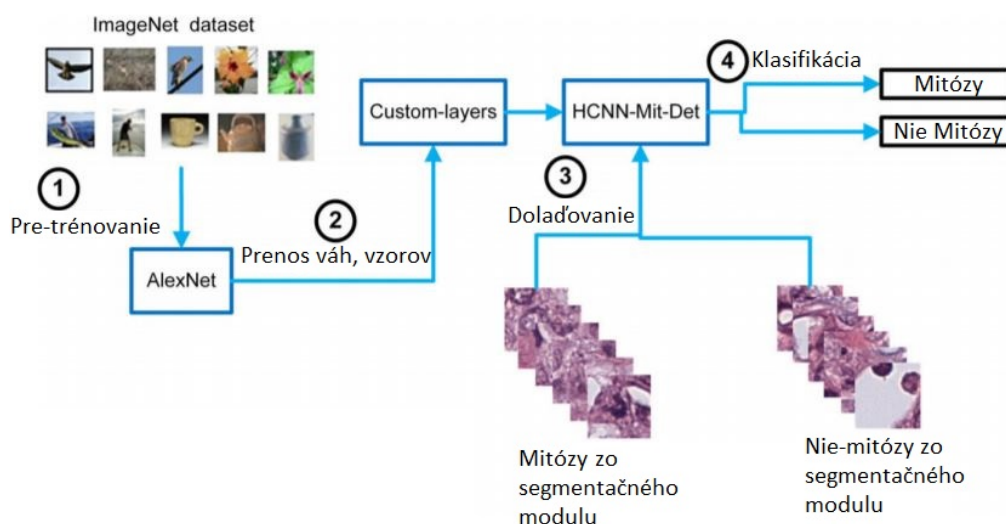 ImageNet dataset
1
Pre-trénovanie
AlexNet
2
Prenos váh, vzorov
Custom-layers
HCNN-Mit-Det
3
Dolaďovanie
4
Klasifikácia
Mitózy
Nie Mitózy
Mitózy zo
segmentačného
modulu
Nie-mitózy zo
segmentačného
modulu